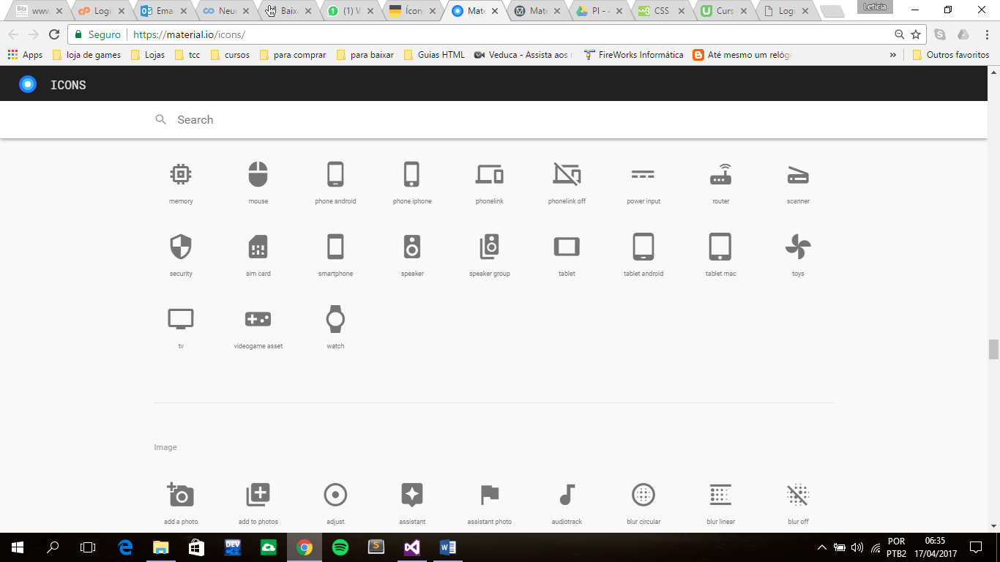 www Logi Ema Neu Baixa (1) W Ícon Mate Mate PI - CSS Curs Logi Leticia
Seguro https://material.io/icons/
Apps loja de games Lojas tcc cursos para comprar para baixar Guias HTML Veduca - Assista aos FireWorks Informática Até mesmo um relóg » Outros favoritos
ICONS
Search
memory mouse phone android phone iphone phonelink phonelink off power input router scanner
security sim card smartphone speaker speaker group tablet tablet android tablet mac toys
tv videogame asset watch
Image
add a photo add to photos adjust assistant assistant photo audiotrack blur circular blur linear blur off
POR 06:35
PTB2 17/04/2017